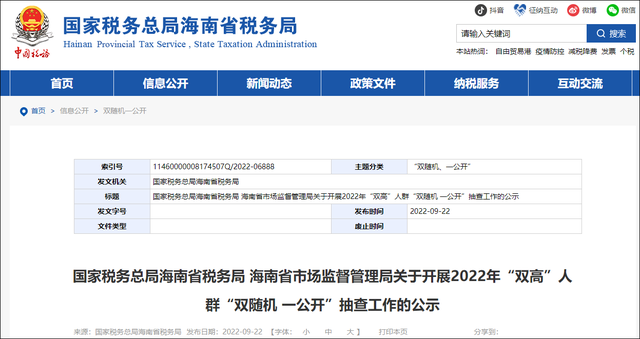 抖音 征纳互动 微博 微信
国家税务总局海南省税务局
Hainan Provincial Tax Service , State Taxation Administration
中国税务
请输入关键词 搜索
本站热词： 自由贸易港 疫情防控 减税降费 发票 个税
首页 信息公开 新闻动态 政策文件 纳税服务 互动交流
首页 > 信息公开 > 双随机一公开
索引号 11460000008174507Q/2022-06888 主题分类 “双随机、一公开”
发文机关 国家税务总局海南省税务局
标题 国家税务总局海南省税务局 海南省市场监督管理局关于开展2022年“双高”人群“双随机 一公开”抽查工作的公示
发文字号 发布时间 2022-09-22
文件类型 废止时间
国家税务总局海南省税务局 海南省市场监督管理局关于开展2022年“双高”人
群“双随机 一公开”抽查工作的公示
来源：国家税务总局海南省税务局 发布日期：2022-09-22 【字体： 小 中 大 】 打印本页 分享到：